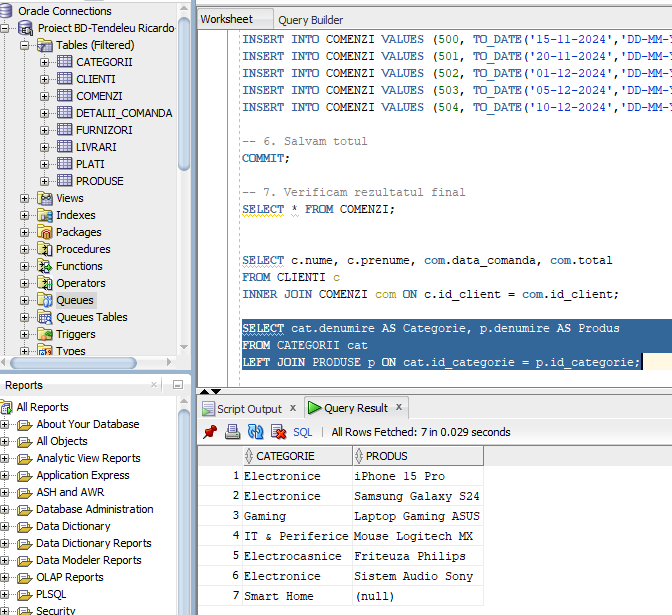 Oracle Connections
Proiect BD-Tendeleu Ricardo
Tables (Filtered)
CATEGORII
CLIENTI
COMENZI
DETALII_COMANDA
FURNIZORI
LIVRARI
PLATI
PRODUSE
Views
Indexes
Packages
Procedures
Functions
Operators
Queues
Queues Tables
Triggers
Types
Reports
All Reports
About Your Database
All Objects
Analytic View Reports
Application Express
ASH and AWR
Database Administration
Data Dictionary
Data Dictionary Reports
Data Modeler Reports
OLAP Reports
PLSQL
Security
Worksheet Query Builder
INSERT INTO COMENZI VALUES (500, TO_DATE('15-11-2024','DD-MM-Y
INSERT INTO COMENZI VALUES (501, TO_DATE('20-11-2024','DD-MM-Y
INSERT INTO COMENZI VALUES (502, TO_DATE('01-12-2024','DD-MM-Y
INSERT INTO COMENZI VALUES (503, TO_DATE('05-12-2024','DD-MM-Y
INSERT INTO COMENZI VALUES (504, TO_DATE('10-12-2024','DD-MM-Y
-- 6. Salvam totul
COMMIT;
-- 7. Verificam rezultatul final
SELECT * FROM COMENZI;
SELECT c.nume, c.prenume, com.data_comanda, com.total
FROM CLIENTI c
INNER JOIN COMENZI com ON c.id_client = com.id_client;
SELECT cat.denumire AS Categorie, p.denumire AS Produs
FROM CATEGORII cat
LEFT JOIN PRODUSE p ON cat.id_categorie = p.id_categorie;
Script Output x Query Result x
SQL | All Rows Fetched: 7 in 0.029 seconds
CATEGORIE PRODUS
1 Electronice iPhone 15 Pro
2 Electronice Samsung Galaxy S24
3 Gaming Laptop Gaming ASUS
4 IT & Periferice Mouse Logitech MX
5 Electrocasnice Friteuza Philips
6 Electronice Sistem Audio Sony
7 Smart Home (null)